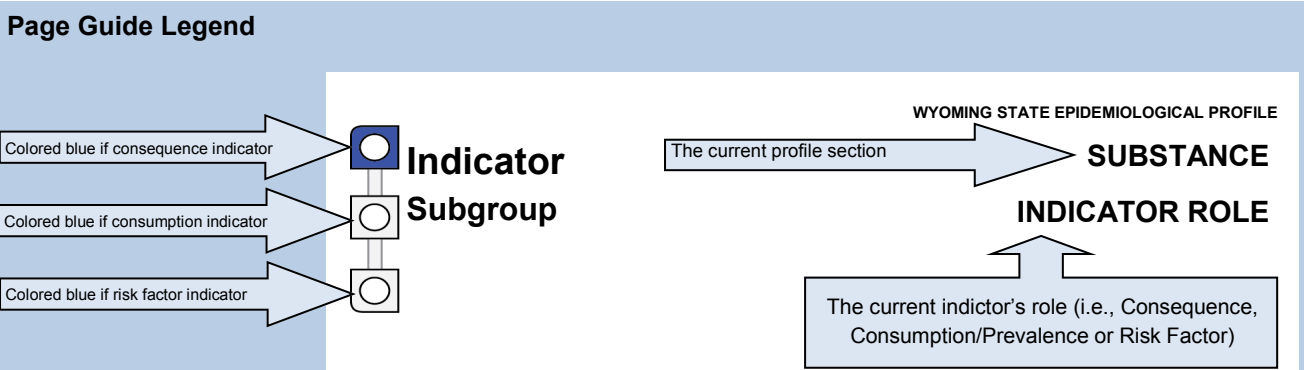 Page Guide Legend
WYOMING STATE EPIDEMIOLOGICAL PROFILE
Colored blue if consequence indicator
Indicator
The current profile section
SUBSTANCE
Colored blue if consumption indicator
Subgroup
INDICATOR ROLE
Colored blue if risk factor indicator
The current indictor’s role (i.e., Consequence,
Consumption/Prevalence or Risk Factor)